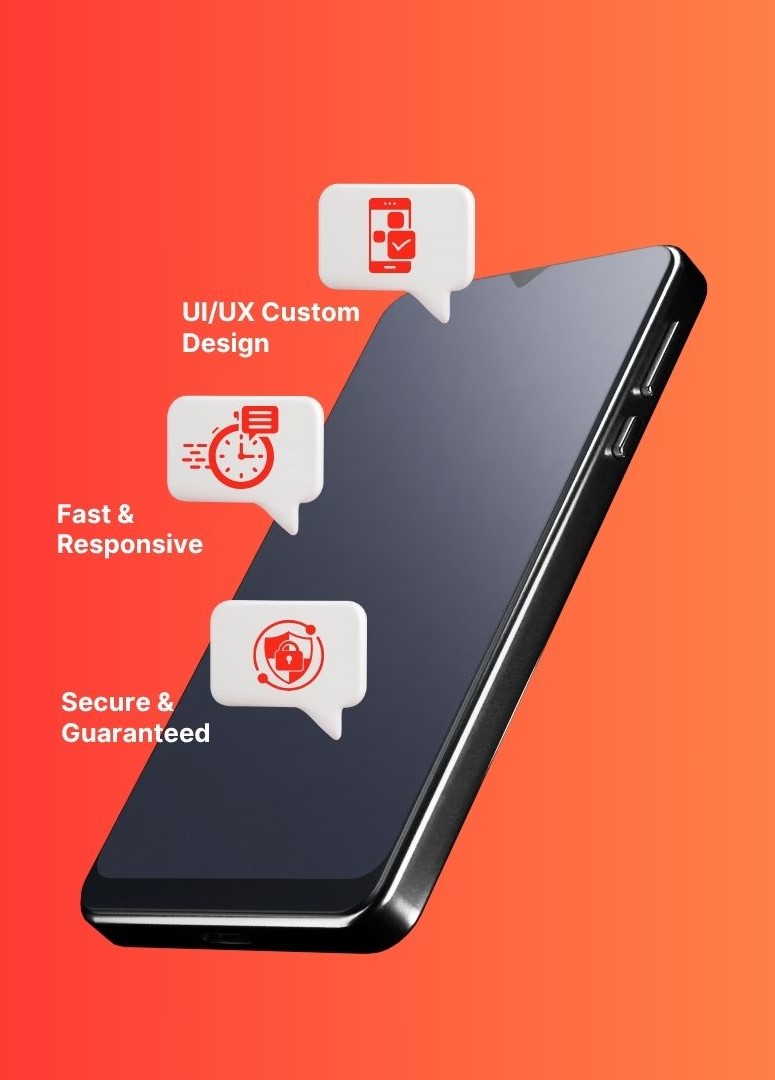 UI/UX Custom
Design
Fast &
Responsive
Secure &
Guaranteed